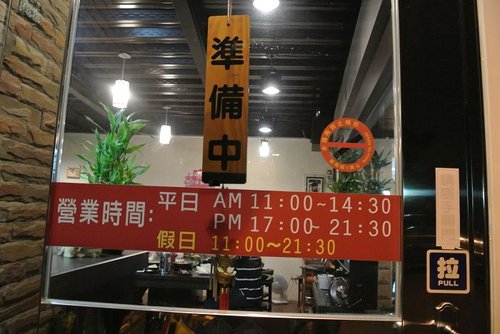 準備中
營業時間:
平日 AM 11:00~14:30
PM 17:00~21:30
假日 11:00~21:30
拉
PULL